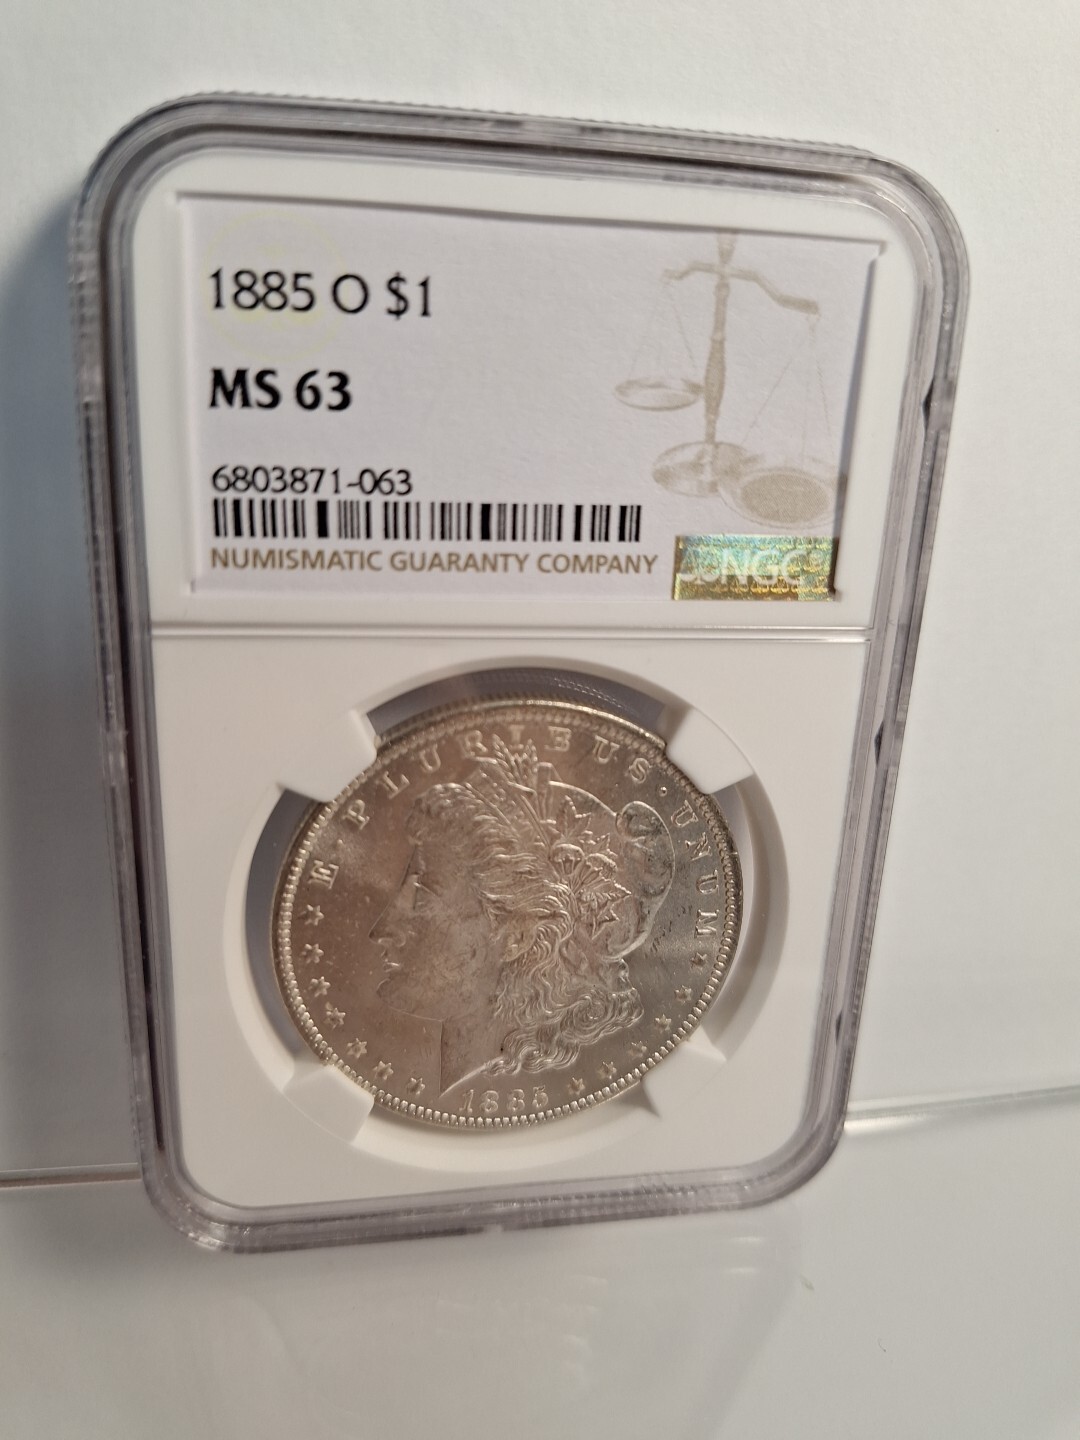 1885 O $1
MS 63
6803871-063
NUMISMATIC GUARANTY COMPANY
NGC
E · PLURIBUS · UNUM
1885